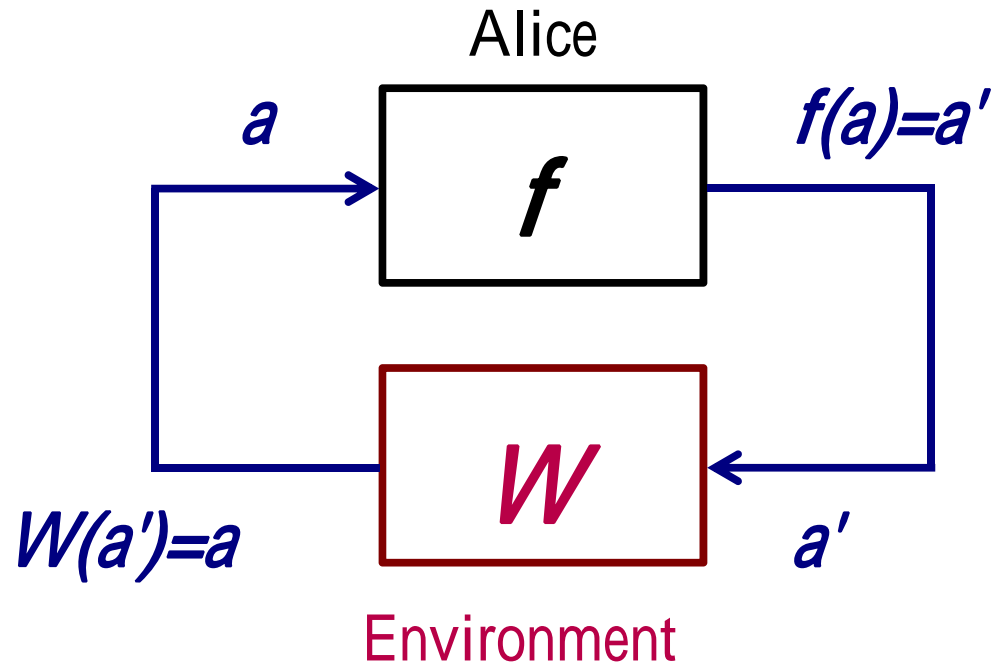 Alice
a
f(a)=a'
f
W
W(a')=a
a'
Environment